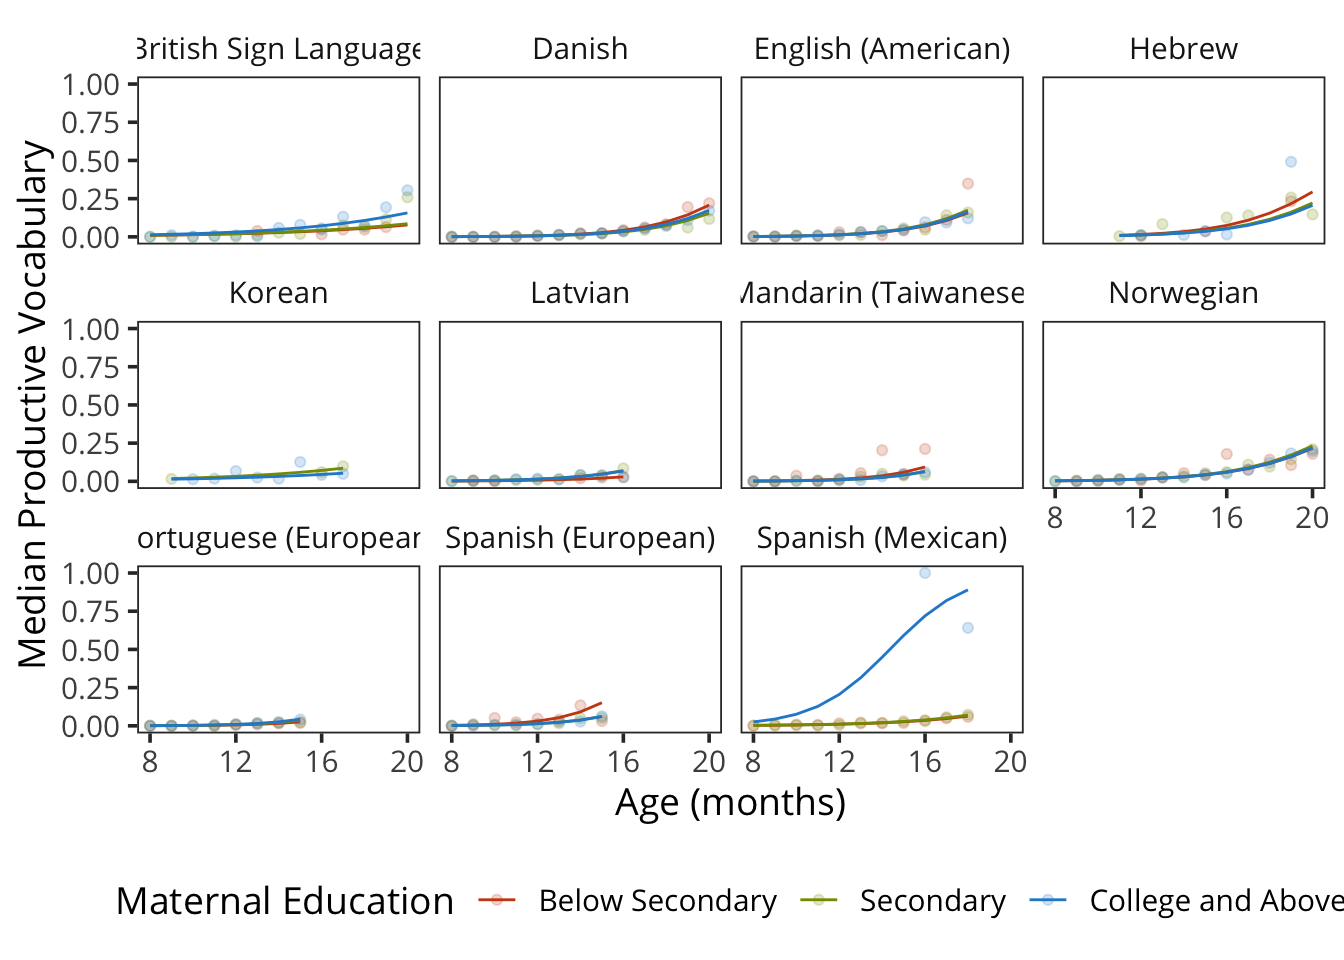 British Sign Language
Danish
English (American)
Hebrew
1.00
0.75
0.50
0.25
0.00
Korean
Latvian
Mandarin (Taiwanese
Norwegian
1.00
0.75
0.50
0.25
0.00
8 12 16 20
ortuguese (European
Spanish (European)
Spanish (Mexican)
1.00
0.75
0.50
0.25
0.00
8 12 16 20
8 12 16 20
8 12 16 20
Median Productive Vocabulary
Age (months)
Maternal Education
Below Secondary
Secondary
College and Above